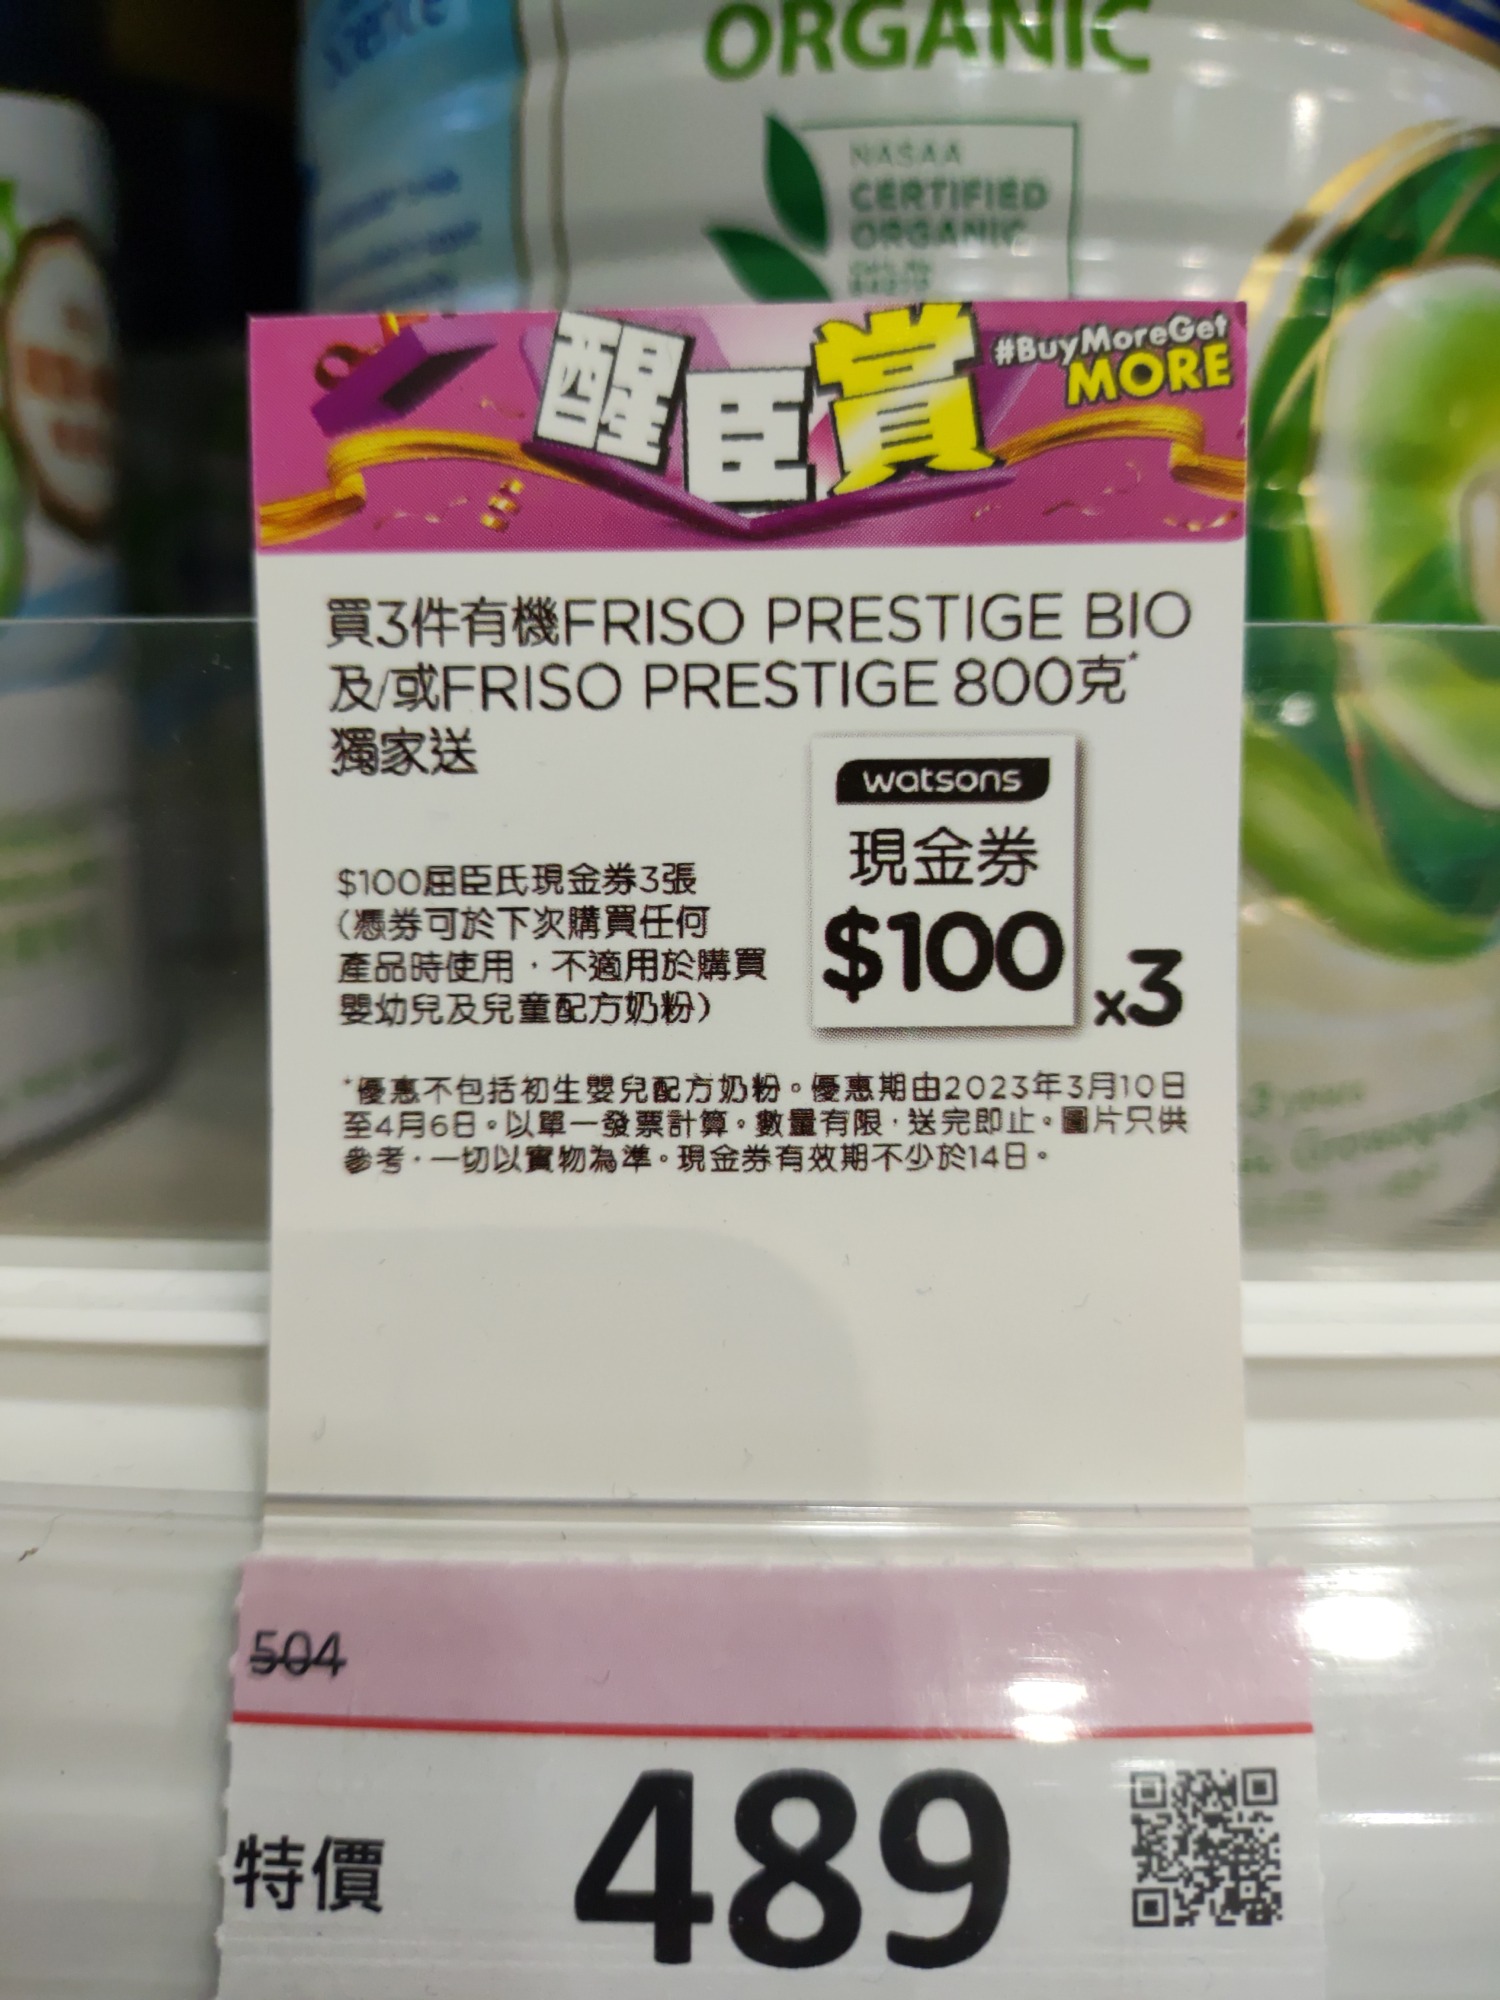 ORGANIC
NASAA
CERTIFIED
ORGANIC
醒臣賞
#BuyMoreGet
MORE
買3件有機FRISO PRESTIGE BIO
及/或FRISO PRESTIGE 800克*
獨家送
watsons
現金券
$100
x3
$100屈臣氏現金券3張
(憑券可於下次購買任何
產品時使用，不適用於購買
嬰幼兒及兒童配方奶粉)
*優惠不包括初生嬰兒配方奶粉。優惠期由2023年3月10日
至4月6日。以單一發票計算。數量有限，送完即止。圖片只供
參考，一切以實物為準。現金券有效期不少於14日。
504
特價
489